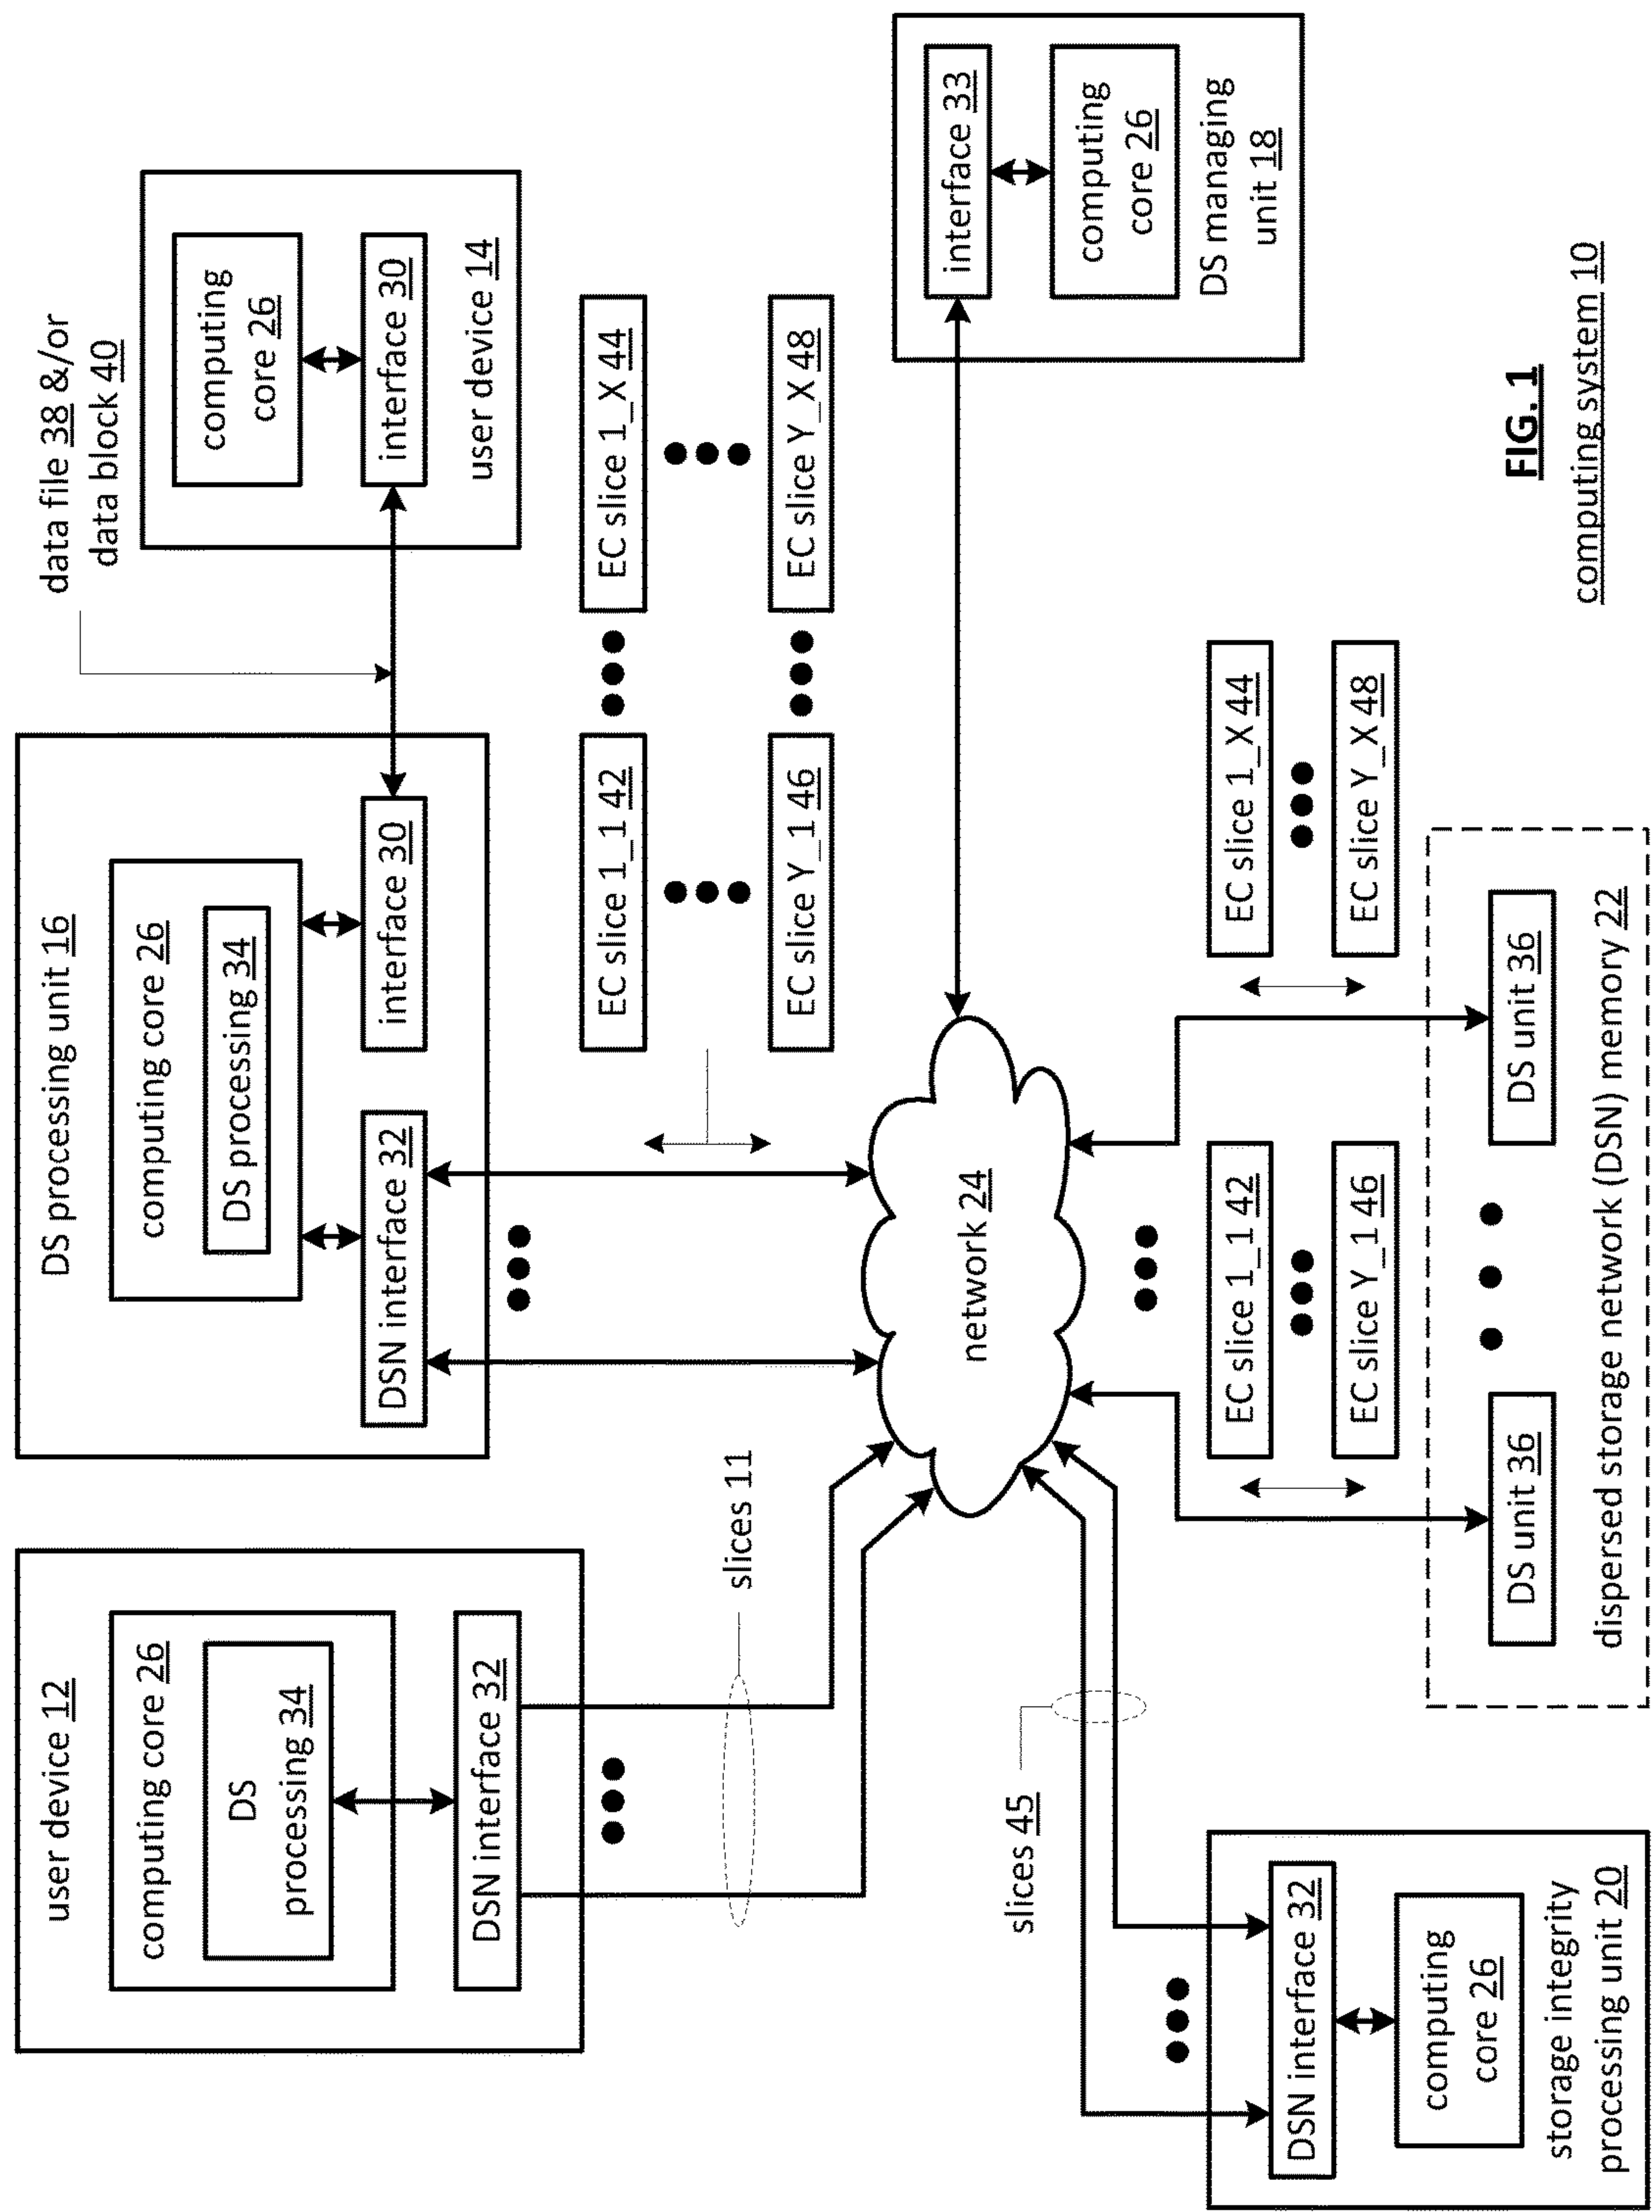 user device 12
computing core 26
DS
processing 34
DSN interface 32
slices 11
DS processing unit 16
computing core 26
DS processing 34
DSN interface 32
interface 30
data file 38 &/or
data block 40
computing
core 26
interface 30
user device 14
EC slice 1_1 42
EC slice 1_X 44
EC slice Y_1 46
EC slice Y_X 48
network 24
interface 33
computing
core 26
DS managing
unit 18
slices 45
DSN interface 32
computing
core 26
storage integrity
processing unit 20
EC slice 1_1 42
EC slice Y_1 46
EC slice 1_X 44
EC slice Y_X 48
DS unit 36
DS unit 36
dispersed storage network (DSN) memory 22
FIG. 1
computing system 10